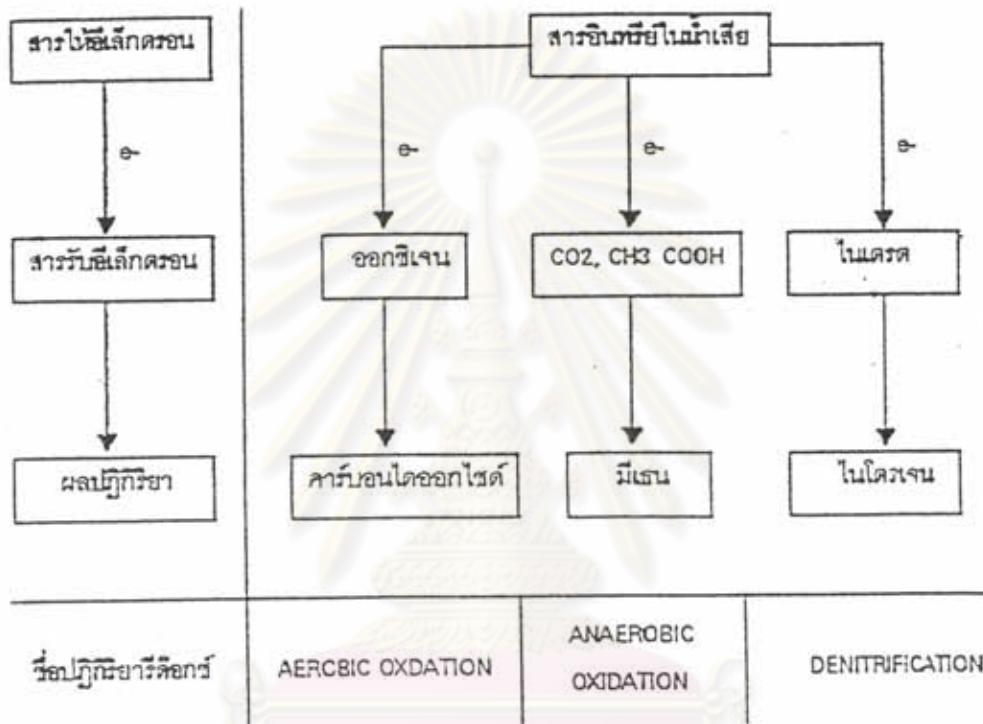 สารให้อีเล็กตรอน
สารอินทรีย์ในน้ำเสีย
e
e
e
e
สารรับอีเล็กตรอน
ออกซิเจน
CO2, CH3 COOH
ไนเตรต
ผลปฏิกิริยา
คาร์บอนไดออกไซด์
มีเธน
ไนโตรเจน
ชื่อปฏิกิริยารีด๊อกซ์
AEROBIC OXDATION
ANAEROBIC
OXIDATION
DENITRIFICATION